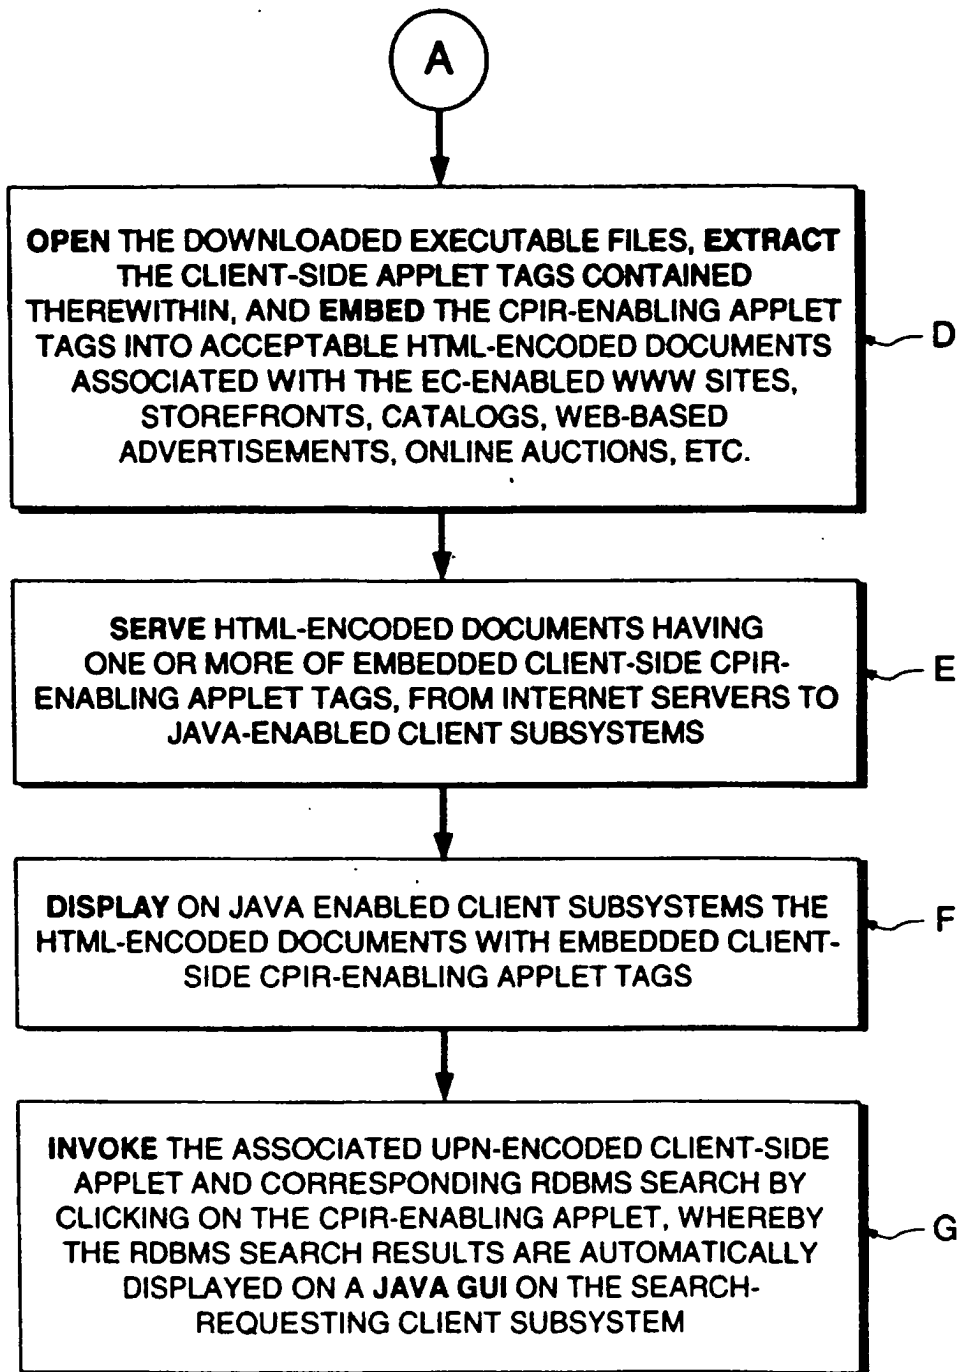 A
OPEN THE DOWNLOADED EXECUTABLE FILES, EXTRACT
THE CLIENT-SIDE APPLET TAGS CONTAINED
THEREWITHIN, AND EMBED THE CPIR-ENABLING APPLET
TAGS INTO ACCEPTABLE HTML-ENCODED DOCUMENTS
ASSOCIATED WITH THE EC-ENABLED WWW SITES,
STOREFRONTS, CATALOGS, WEB-BASED
ADVERTISEMENTS, ONLINE AUCTIONS, ETC.
D
SERVE HTML-ENCODED DOCUMENTS HAVING
ONE OR MORE OF EMBEDDED CLIENT-SIDE CPIR-
ENABLING APPLET TAGS, FROM INTERNET SERVERS TO
JAVA-ENABLED CLIENT SUBSYSTEMS
E
DISPLAY ON JAVA ENABLED CLIENT SUBSYSTEMS THE
HTML-ENCODED DOCUMENTS WITH EMBEDDED CLIENT-
SIDE CPIR-ENABLING APPLET TAGS
F
INVOKE THE ASSOCIATED UPN-ENCODED CLIENT-SIDE
APPLET AND CORRESPONDING RDBMS SEARCH BY
CLICKING ON THE CPIR-ENABLING APPLET, WHEREBY
THE RDBMS SEARCH RESULTS ARE AUTOMATICALLY
DISPLAYED ON A JAVA GUI ON THE SEARCH-
REQUESTING CLIENT SUBSYSTEM
G